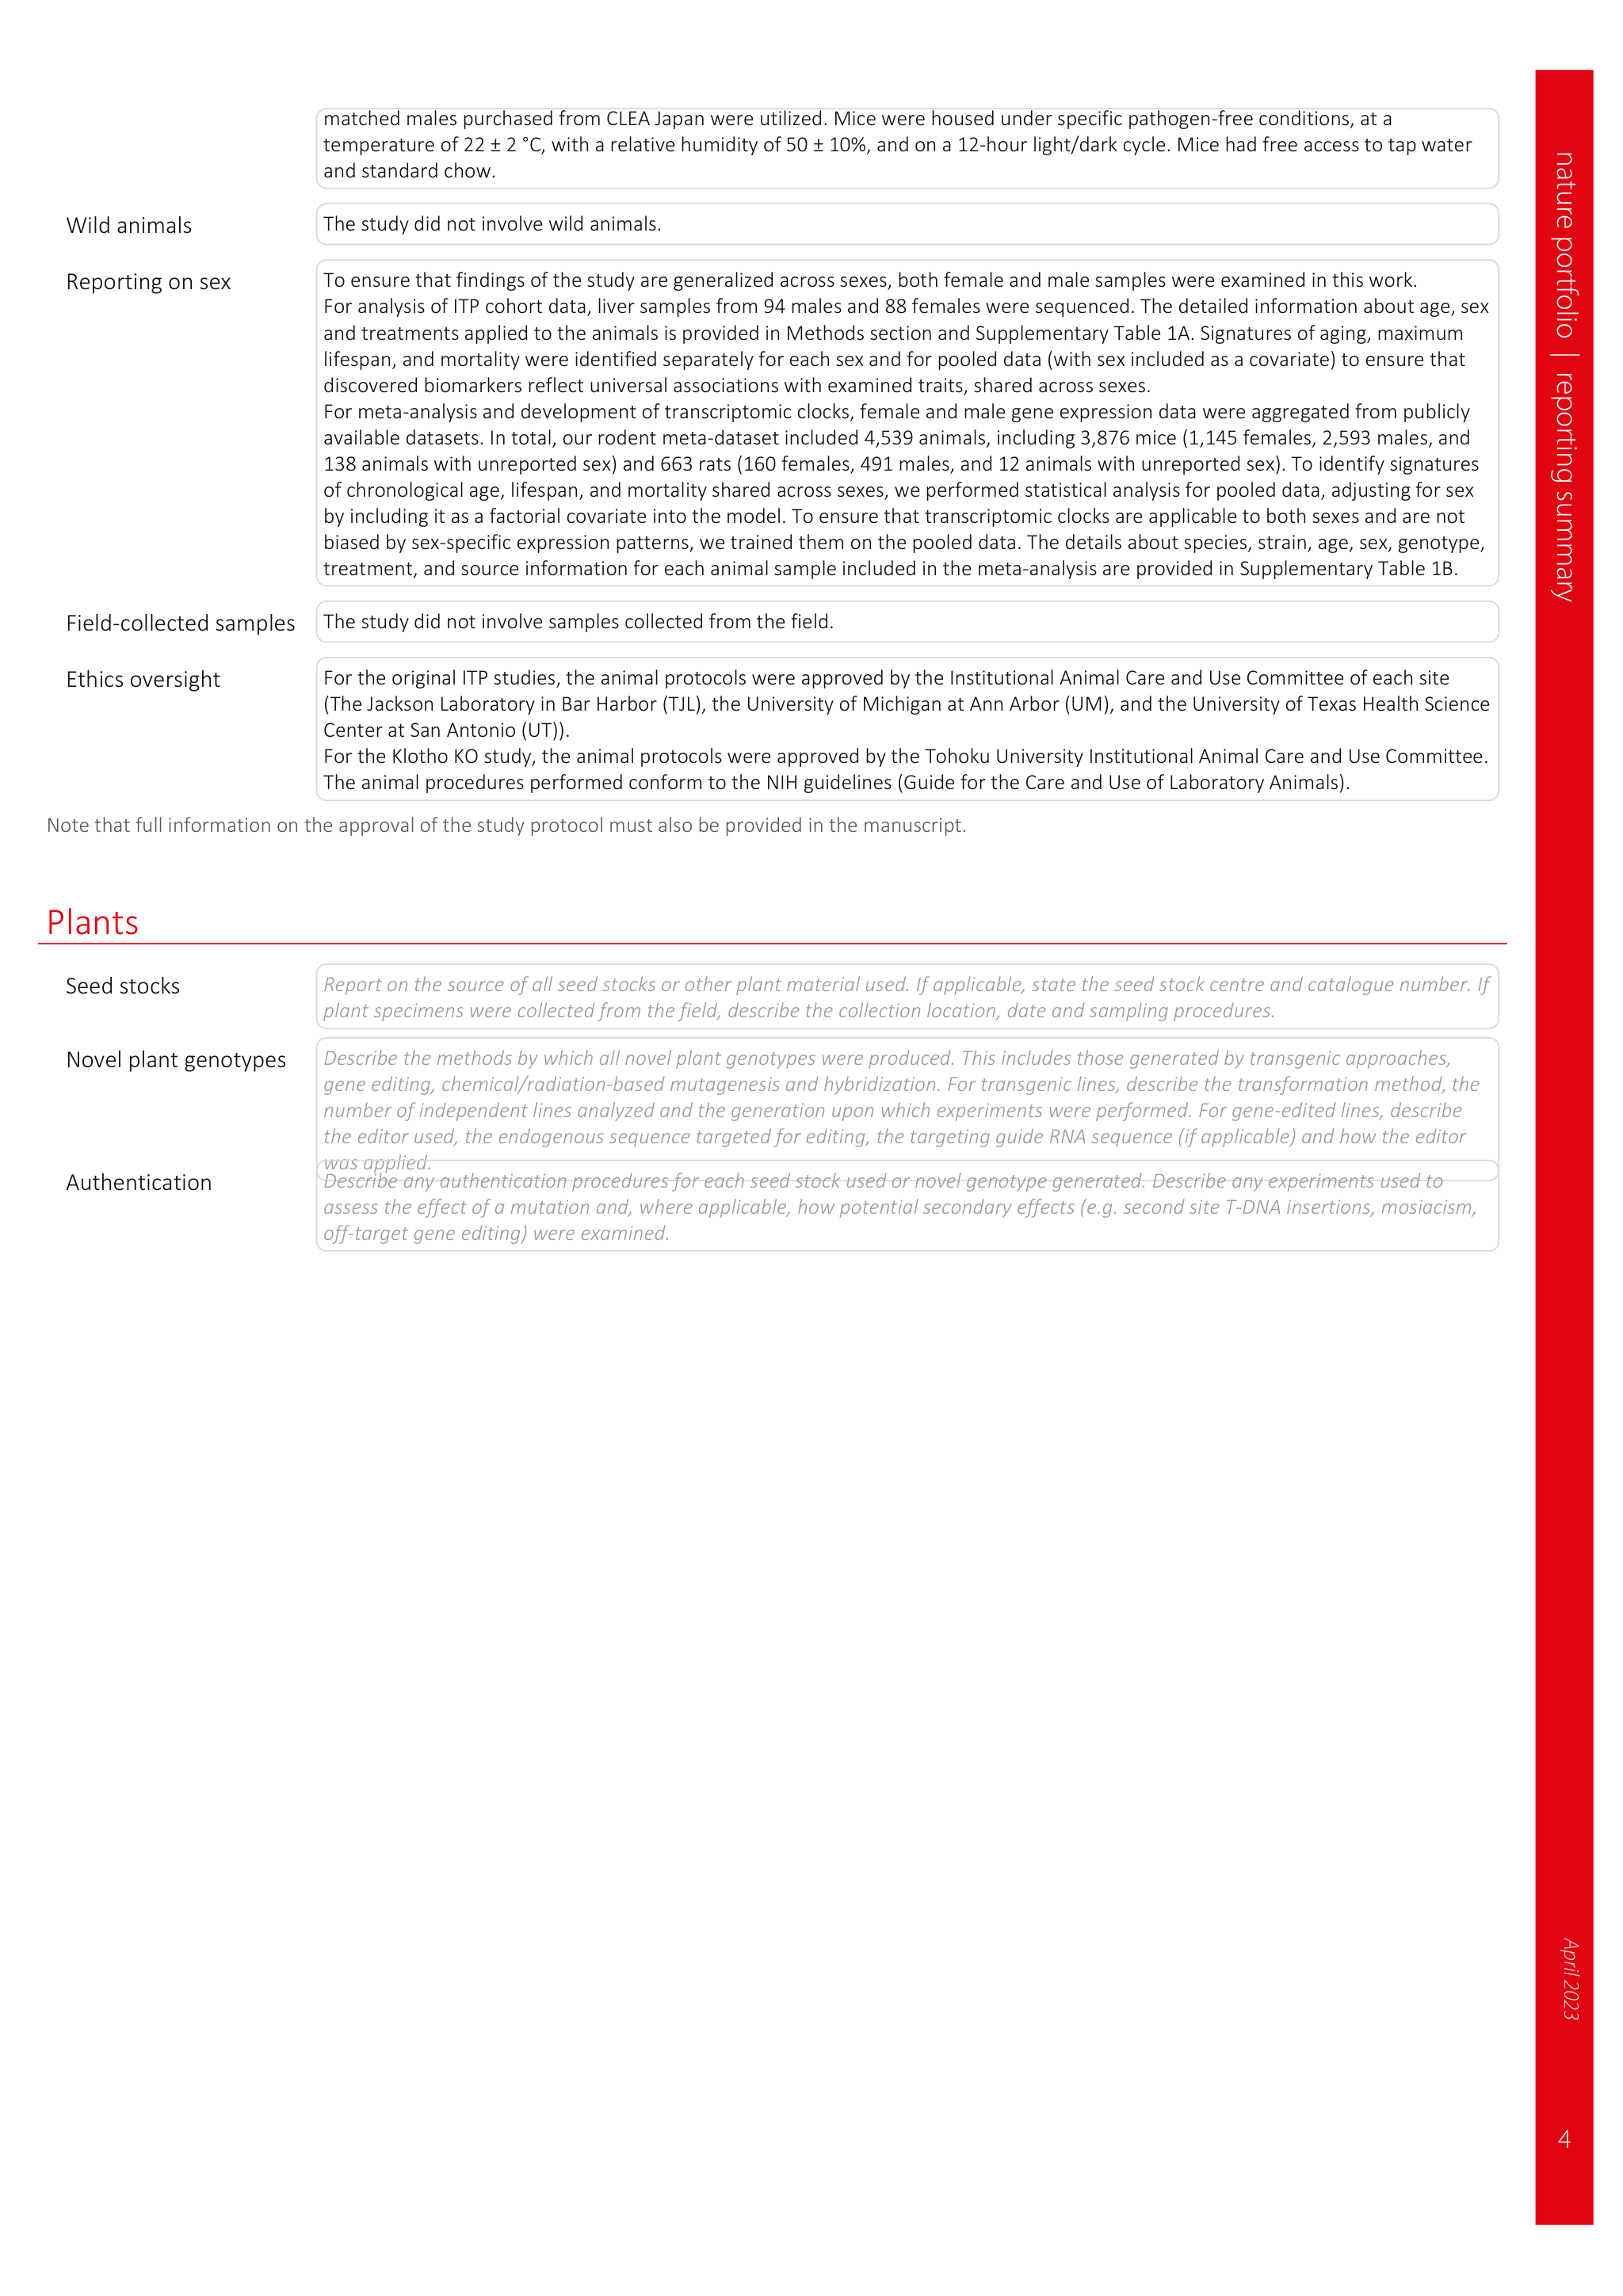 matched males purchased from CLEA Japan were utilized. Mice were housed under specific pathogen-free conditions, at a
temperature of 22 ± 2 °C, with a relative humidity of 50 ± 10%, and on a 12-hour light/dark cycle. Mice had free access to tap water
and standard chow.
Wild animals
The study did not involve wild animals.
Reporting on sex
To ensure that findings of the study are generalized across sexes, both female and male samples were examined in this work.
For analysis of ITP cohort data, liver samples from 94 males and 88 females were sequenced. The detailed information about age, sex
and treatments applied to the animals is provided in Methods section and Supplementary Table 1A. Signatures of aging, maximum
lifespan, and mortality were identified separately for each sex and for pooled data (with sex included as a covariate) to ensure that
discovered biomarkers reflect universal associations with examined traits, shared across sexes.
For meta-analysis and development of transcriptomic clocks, female and male gene expression data were aggregated from publicly
available datasets. In total, our rodent meta-dataset included 4,539 animals, including 3,876 mice (1,145 females, 2,593 males, and
138 animals with unreported sex) and 663 rats (160 females, 491 males, and 12 animals with unreported sex). To identify signatures
of chronological age, lifespan, and mortality shared across sexes, we performed statistical analysis for pooled data, adjusting for sex
by including it as a factorial covariate into the model. To ensure that transcriptomic clocks are applicable to both sexes and are not
biased by sex-specific expression patterns, we trained them on the pooled data. The details about species, strain, age, sex, genotype,
treatment, and source information for each animal sample included in the meta-analysis are provided in Supplementary Table 1B.
Field-collected samples
The study did not involve samples collected from the field.
Ethics oversight
For the original ITP studies, the animal protocols were approved by the Institutional Animal Care and Use Committee of each site
(The Jackson Laboratory in Bar Harbor (TJL), the University of Michigan at Ann Arbor (UM), and the University of Texas Health Science
Center at San Antonio (UT)).
For the Klotho KO study, the animal protocols were approved by the Tohoku University Institutional Animal Care and Use Committee.
The animal procedures performed conform to the NIH guidelines (Guide for the Care and Use of Laboratory Animals).
Note that full information on the approval of the study protocol must also be provided in the manuscript.
Plants
Seed stocks
Report on the source of all seed stocks or other plant material used. If applicable, state the seed stock centre and catalogue number. If
plant specimens were collected from the field, describe the collection location, date and sampling procedures.
Novel plant genotypes
Describe the methods by which all novel plant genotypes were produced. This includes those generated by transgenic approaches,
gene editing, chemical/radiation-based mutagenesis and hybridization. For transgenic lines, describe the transformation method, the
number of independent lines analyzed and the generation upon which experiments were performed. For gene-edited lines, describe
the editor used, the endogenous sequence targeted for editing, the targeting guide RNA sequence (if applicable) and how the editor
was applied.
Authentication
Describe any authentication procedures for each seed stock used or novel genotype generated. Describe any experiments used to
assess the effect of a mutation and, where applicable, how potential secondary effects (e.g. second site T-DNA insertions, mosiacism,
off-target gene editing) were examined.
nature portfolio | reporting summary
April 2023
4